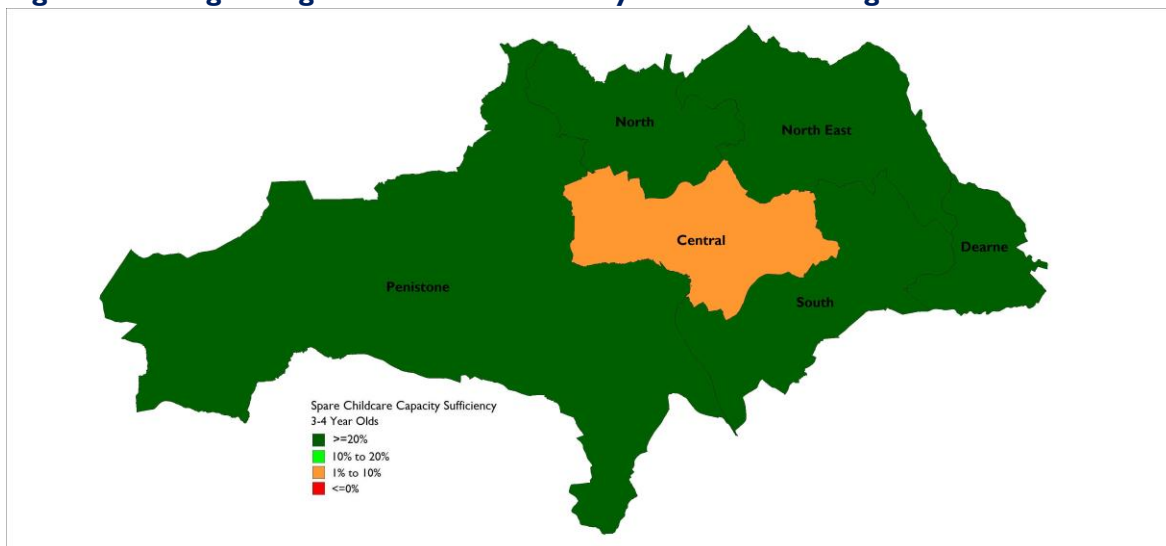 North
North East
Central
Dearne
Penistone
South
Spare Childcare Capacity Sufficiency
3-4 Year Olds
>=20%
10% to 20%
1% to 10%
<=0%